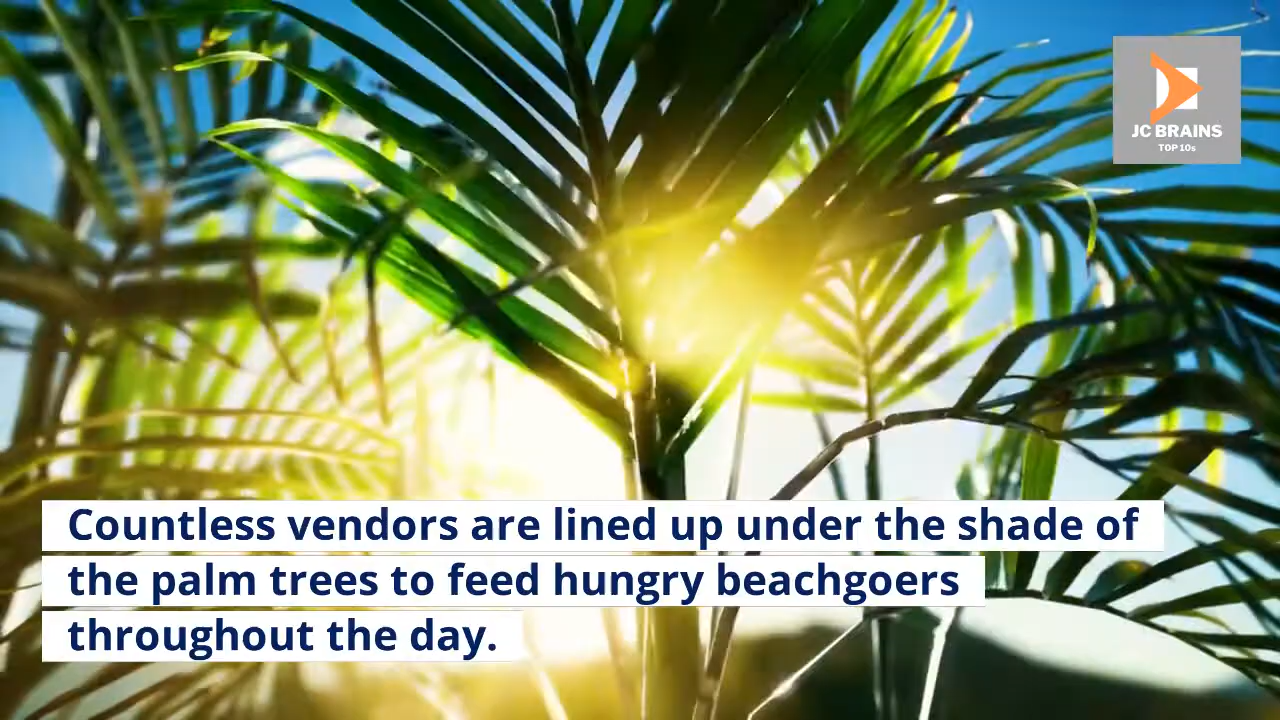 JC BRAINS
TOP 10s
Countless vendors are lined up under the shade of
the palm trees to feed hungry beachgoers
throughout the day.